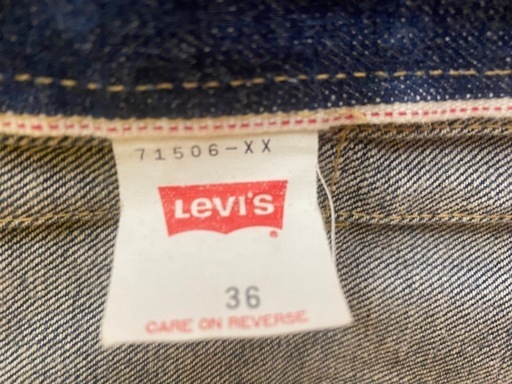 71506-XX
LEVI'S
®
36
CARE ON REVERSE